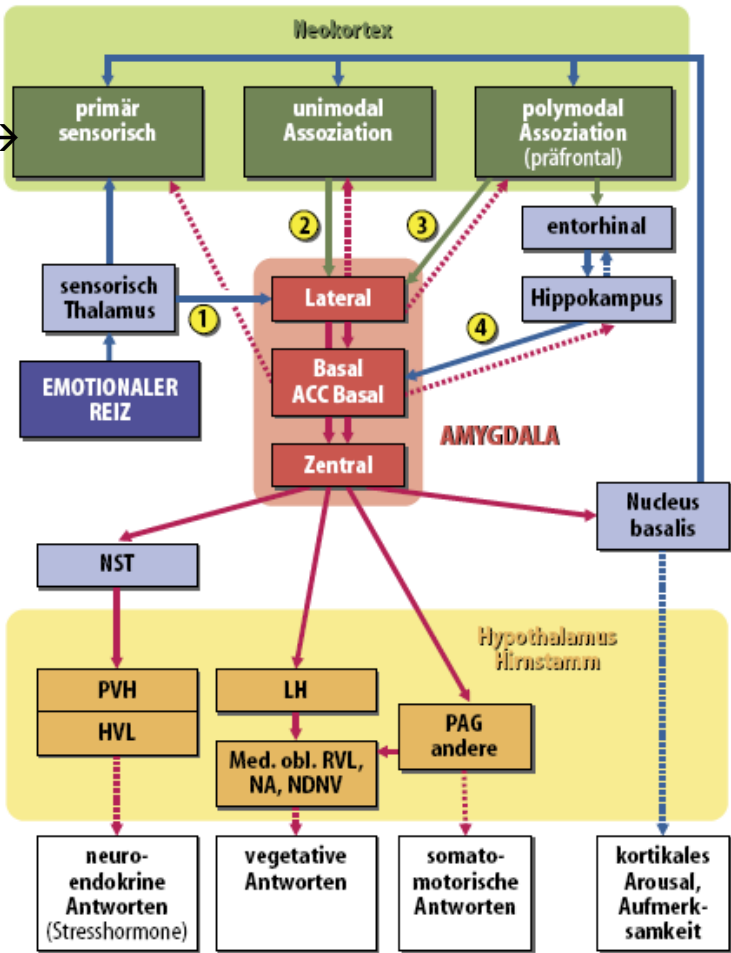 Neokortex
primär
sensorisch
unimodal
Assoziation
polymodal
Assoziation
(präfrontal)
2
3
entorhinal
sensorisch
Thalamus
1
Lateral
Hippokampus
4
EMOTIONALER
REIZ
Basal
ACC Basal
AMYGDALA
Zentral
Nucleus
basalis
NST
Hypothalamus
Hirnstamm
PVH
HVL
LH
PAG
andere
Med. obl. RVL,
NA, NDNV
neuro-
endokrine
Antworten
(Stresshormone)
vegetative
Antworten
somato-
motorische
Antworten
kortikales
Arousal,
Aufmerk-
samkeit